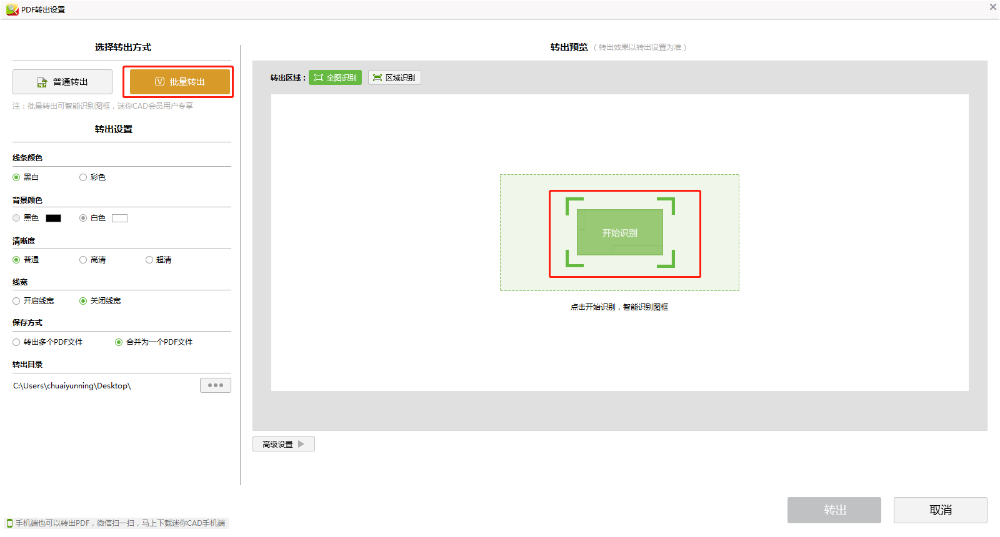 PDF转出设置
选择转出方式
普通转出
批量转出
注：批量转出可智能识别图框，迷你CAD会员用户专享
转出设置
线条颜色
黑白 彩色
背景颜色
黑色 白色
清晰度
普通 高清 超清
线宽
开启线宽 关闭线宽
保存方式
转出多个PDF文件 合并为一个PDF文件
转出目录
C:\Users\chuaiyunning\Desktop\
转出预览（转出效果以转出设置为准）
转出区域： 全图识别 区域识别
开始识别
点击开始识别，智能识别图框
高级设置
转出 取消
手机端也可以转出PDF，微信扫一扫，马上下载迷你CAD手机端